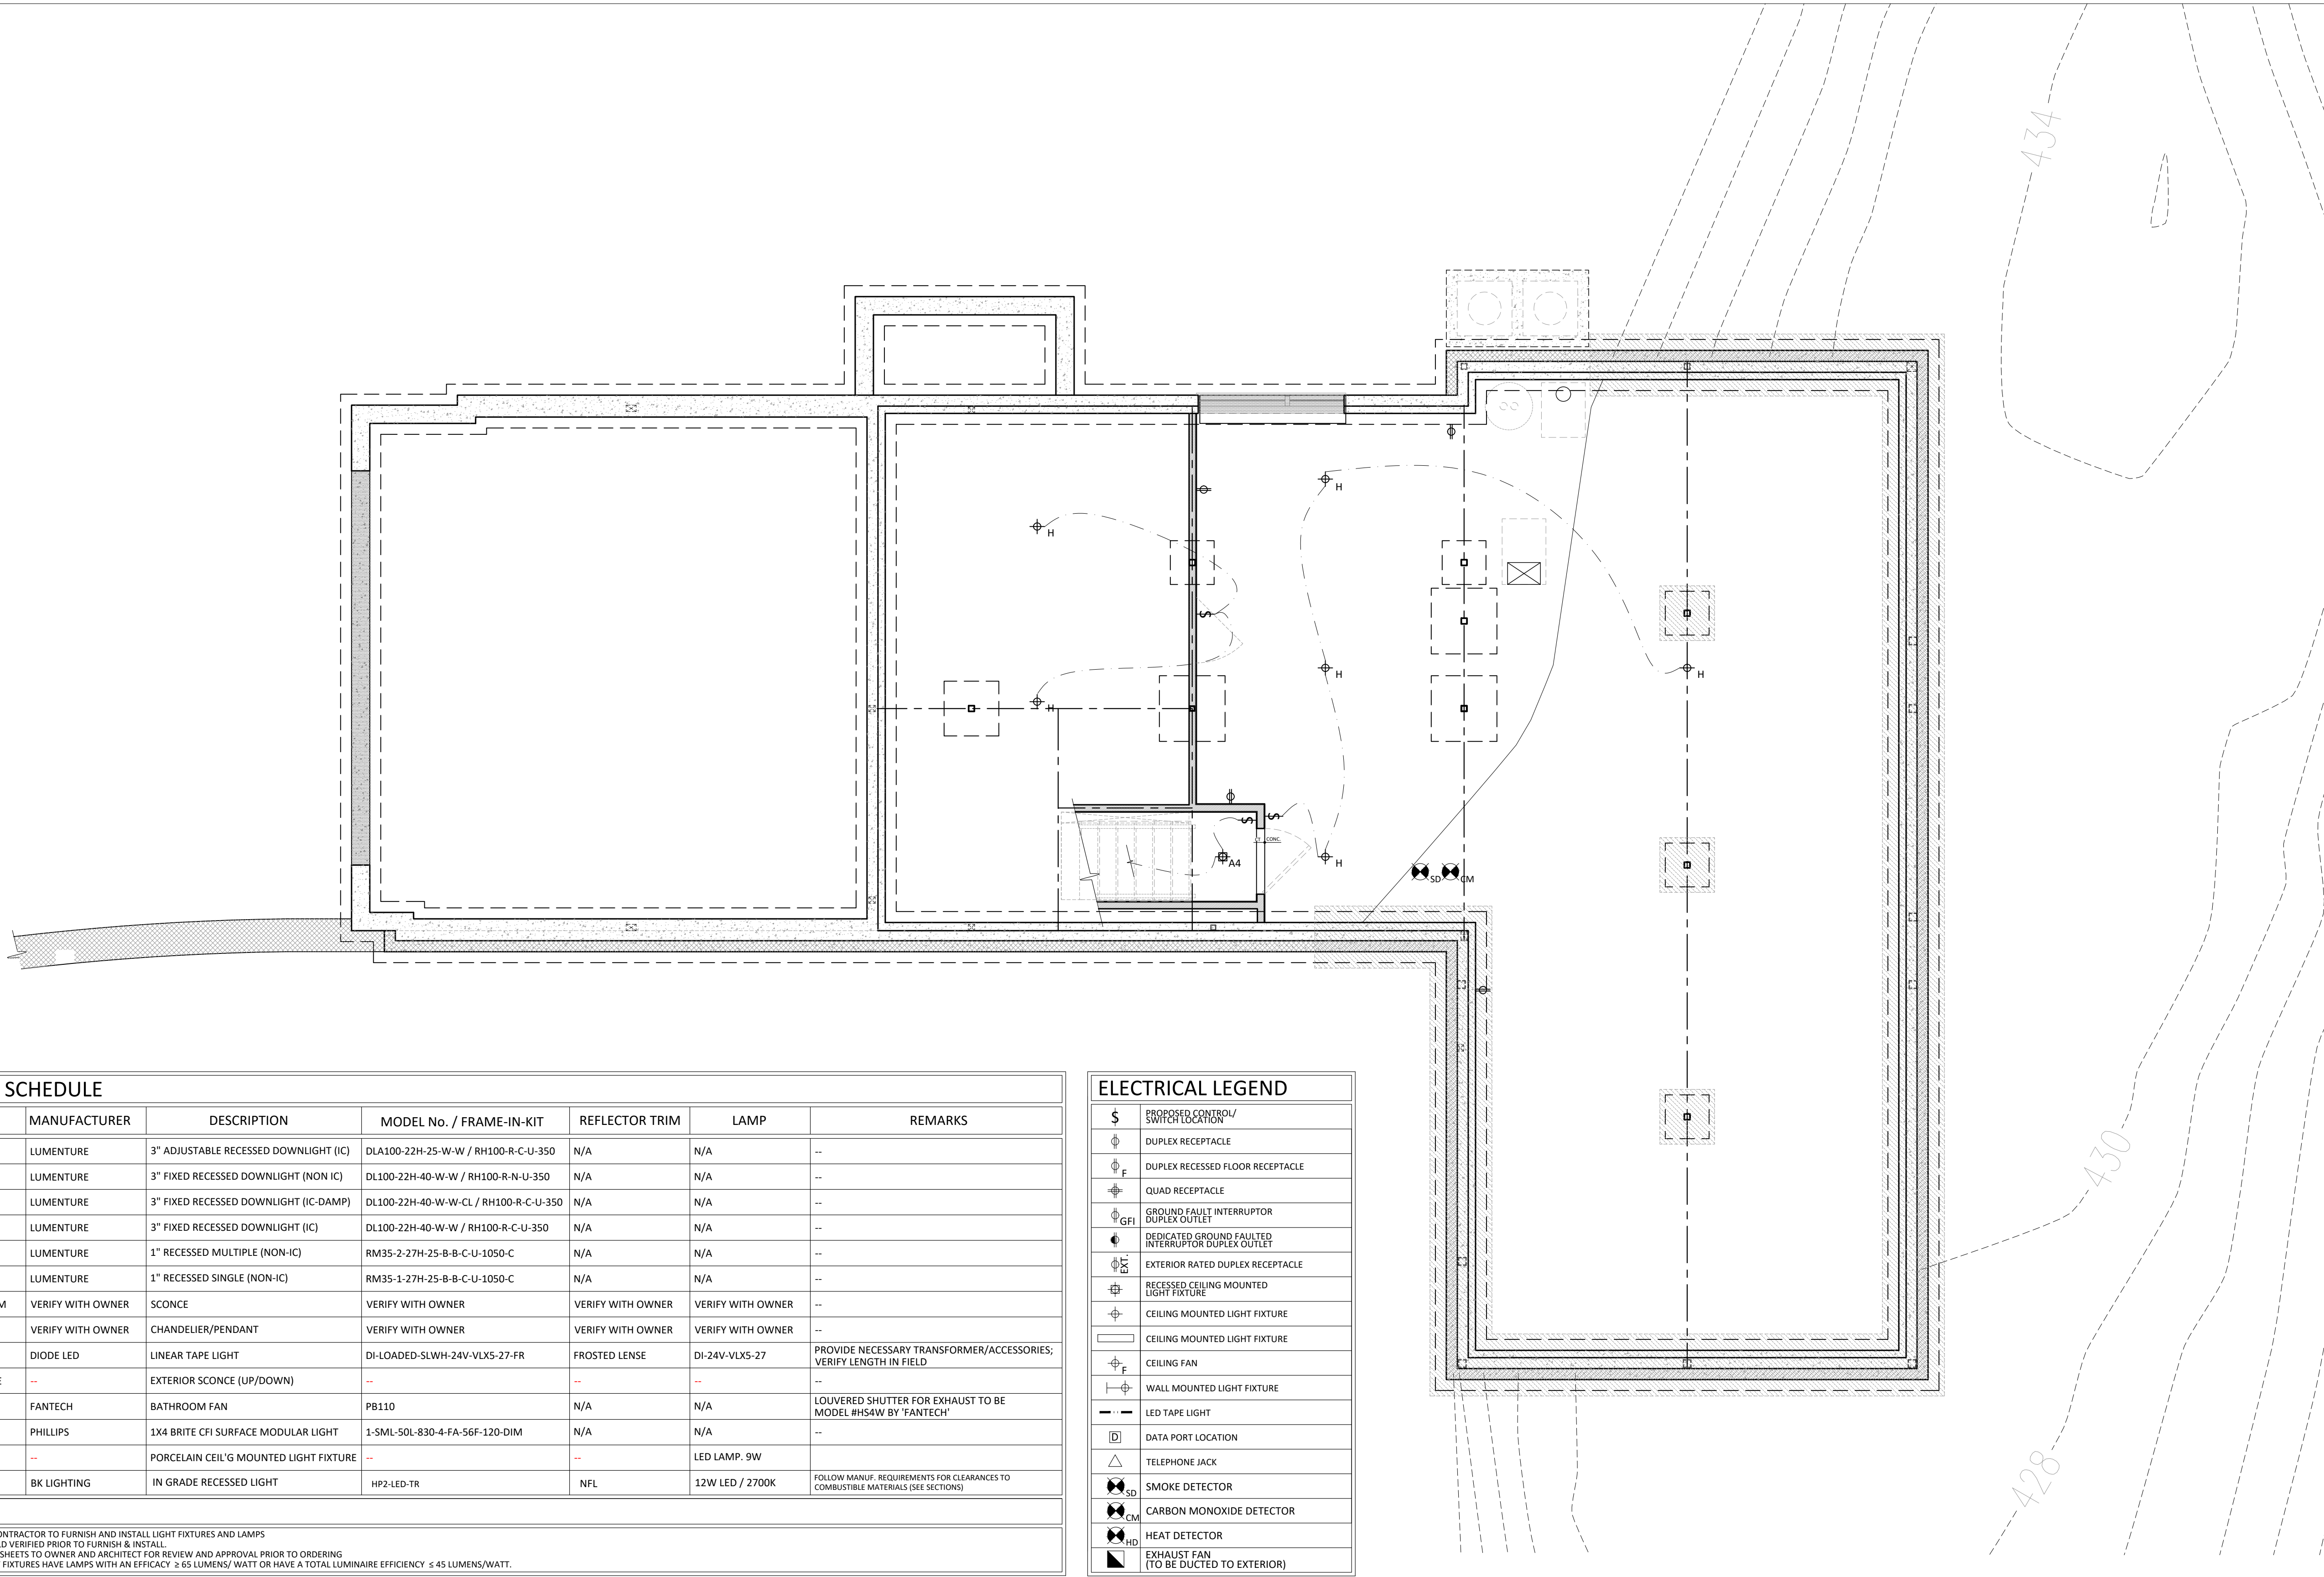 434
H
H
H
H
H
H
A4
CONC.
SD
CM
430
428
SCHEDULE
MANUFACTURER DESCRIPTION MODEL No. / FRAME-IN-KIT REFLECTOR TRIM LAMP REMARKS
LUMENTURE 3" ADJUSTABLE RECESSED DOWNLIGHT (IC) DLA100-22H-25-W-W / RH100-R-C-U-350 N/A N/A --
LUMENTURE 3" FIXED RECESSED DOWNLIGHT (NON IC) DL100-22H-40-W-W / RH100-R-N-U-350 N/A N/A --
LUMENTURE 3" FIXED RECESSED DOWNLIGHT (IC-DAMP) DL100-22H-40-W-W-CL / RH100-R-C-U-350 N/A N/A --
LUMENTURE 3" FIXED RECESSED DOWNLIGHT (IC) DL100-22H-40-W-W / RH100-R-C-U-350 N/A N/A --
LUMENTURE 1" RECESSED MULTIPLE (NON-IC) RM35-2-27H-25-B-B-C-U-1050-C N/A N/A --
LUMENTURE 1" RECESSED SINGLE (NON-IC) RM35-1-27H-25-B-B-C-U-1050-C N/A N/A --
VERIFY WITH OWNER SCONCE VERIFY WITH OWNER VERIFY WITH OWNER VERIFY WITH OWNER --
VERIFY WITH OWNER CHANDELIER/PENDANT VERIFY WITH OWNER VERIFY WITH OWNER VERIFY WITH OWNER --
DIODE LED LINEAR TAPE LIGHT DI-LOADED-SLWH-24V-VLX5-27-FR FROSTED LENSE DI-24V-VLX5-27 PROVIDE NECESSARY TRANSFORMER/ACCESSORIES;
VERIFY LENGTH IN FIELD
-- EXTERIOR SCONCE (UP/DOWN) -- -- -- --
FANTECH BATHROOM FAN PB110 N/A N/A LOUVERED SHUTTER FOR EXHAUST TO BE
MODEL #HS4W BY 'FANTECH'
PHILLIPS 1X4 BRITE CFI SURFACE MODULAR LIGHT 1-SML-50L-830-4-FA-56F-120-DIM N/A N/A --
-- PORCELAIN CEIL'G MOUNTED LIGHT FIXTURE -- -- LED LAMP. 9W
BK LIGHTING IN GRADE RECESSED LIGHT HP2-LED-TR NFL 12W LED / 2700K FOLLOW MANUF. REQUIREMENTS FOR CLEARANCES TO
COMBUSTIBLE MATERIALS (SEE SECTIONS)
ONTRACTOR TO FURNISH AND INSTALL LIGHT FIXTURES AND LAMPS
D VERIFIED PRIOR TO FURNISH & INSTALL.
SHEETS TO OWNER AND ARCHITECT FOR REVIEW AND APPROVAL PRIOR TO ORDERING
FIXTURES HAVE LAMPS WITH AN EFFICACY ≥ 65 LUMENS/ WATT OR HAVE A TOTAL LUMINAIRE EFFICIENCY ≤ 45 LUMENS/WATT.
ELECTRICAL LEGEND
$ PROPOSED CONTROL/
SWITCH LOCATION
DUPLEX RECEPTACLE
F DUPLEX RECESSED FLOOR RECEPTACLE
QUAD RECEPTACLE
GFI GROUND FAULT INTERRUPTOR
DUPLEX OUTLET
DEDICATED GROUND FAULTED
INTERRUPTOR DUPLEX OUTLET
EXT. EXTERIOR RATED DUPLEX RECEPTACLE
RECESSED CEILING MOUNTED
LIGHT FIXTURE
CEILING MOUNTED LIGHT FIXTURE
CEILING MOUNTED LIGHT FIXTURE
F CEILING FAN
WALL MOUNTED LIGHT FIXTURE
LED TAPE LIGHT
D DATA PORT LOCATION
TELEPHONE JACK
SD SMOKE DETECTOR
CM CARBON MONOXIDE DETECTOR
HD HEAT DETECTOR
EXHAUST FAN
(TO BE DUCTED TO EXTERIOR)